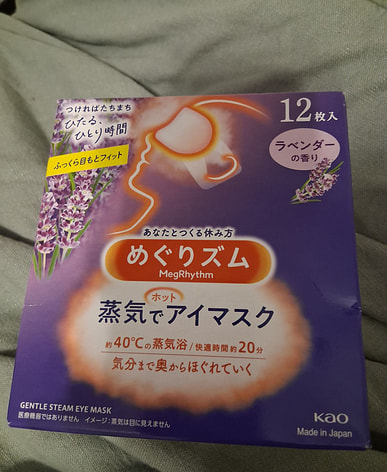 つければたちまち
ひたる、
ひとり時間
ふっくら目もとフィット
12枚入
ラベンダー
の香り
あなたとつくる休み方
めぐりズム
MegRhythm
蒸気でホットアイマスク
約40℃の蒸気浴/快適時間約20分
気分まで奥からほぐれていく
GENTLE STEAM EYE MASK
医療機器ではありません イメージ:蒸気は目に見えません
Kao
Made in Japan